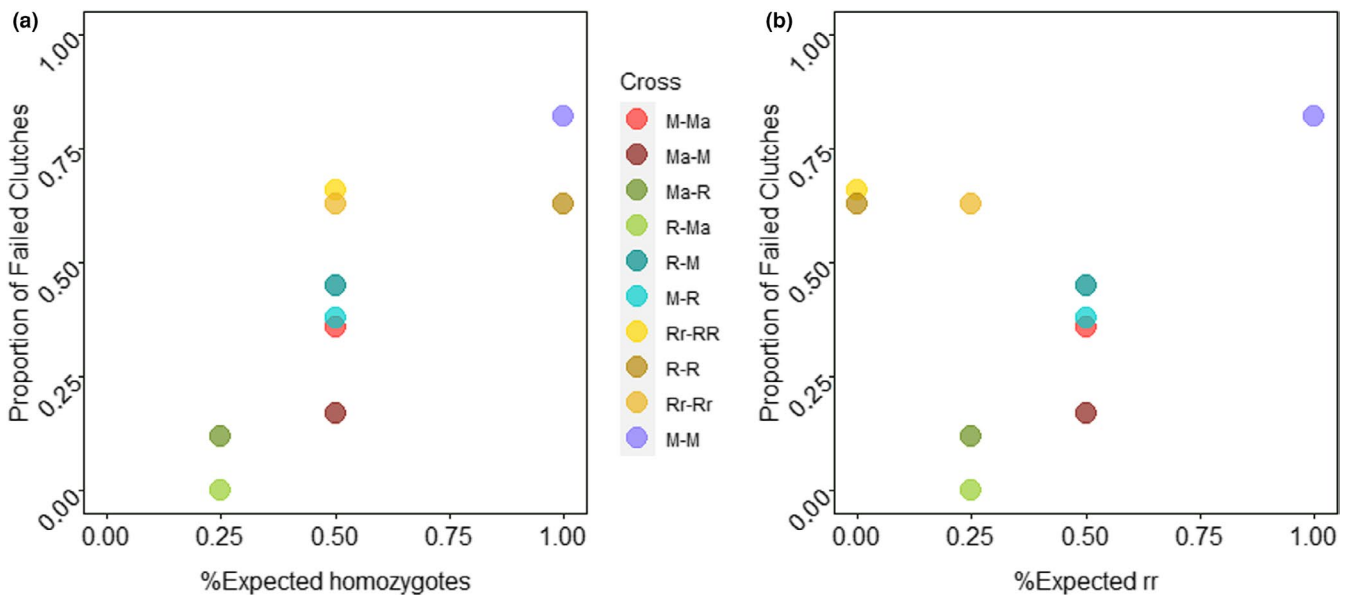 (a)
Proportion of Failed Clutches
1.00
0.75
0.50
0.25
0.00
0.00 0.25 0.50 0.75 1.00
%Expected homozygotes
Cross
M-Ma
Ma-M
Ma-R
R-Ma
R-M
M-R
Rr-RR
R-R
Rr-Rr
M-M
(b)
Proportion of Failed Clutches
1.00
0.75
0.50
0.25
0.00
0.00 0.25 0.50 0.75 1.00
%Expected rr